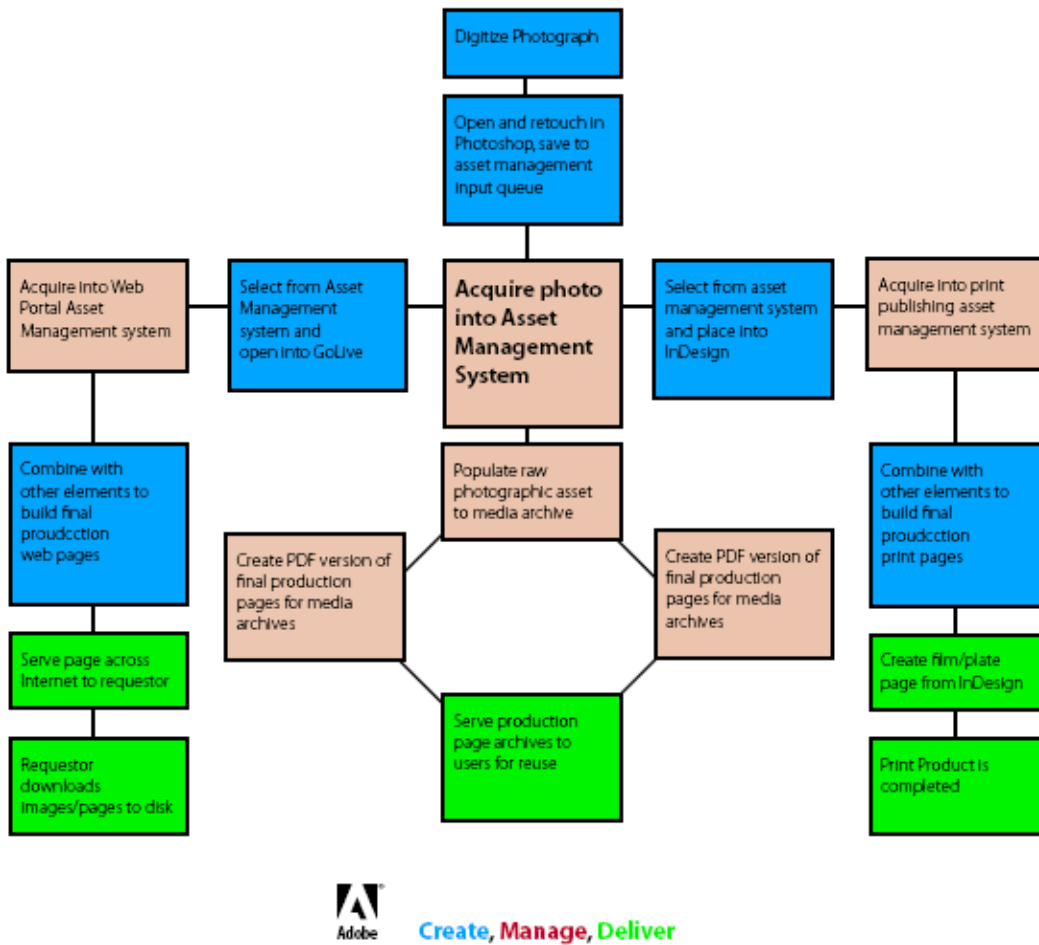 Digitize Photograph
Open and retouch in
Photoshop, save to
asset management
input queue
Acquire into Web
Portal Asset
Management system
Select from Asset
Management
system and
open into GoLive
Acquire photo
into Asset
Management
System
Select from asset
management system
and place into
InDesign
Acquire into print
publishing asset
management system
Combine with
other elements to
build final
proudcction
web pages
Populate raw
photographic asset
to media archive
Combine with
other elements to
build final
proudcction
print pages
Create PDF version of
final production
pages for media
archives
Create PDF version of
final production
pages for media
archives
Serve page across
Internet to requestor
Create film/plate
page from InDesign
Serve production
page archives to
users for reuse
Requestor
downloads
images/pages to disk
Print Product is
completed
Adobe
Create, Manage, Deliver